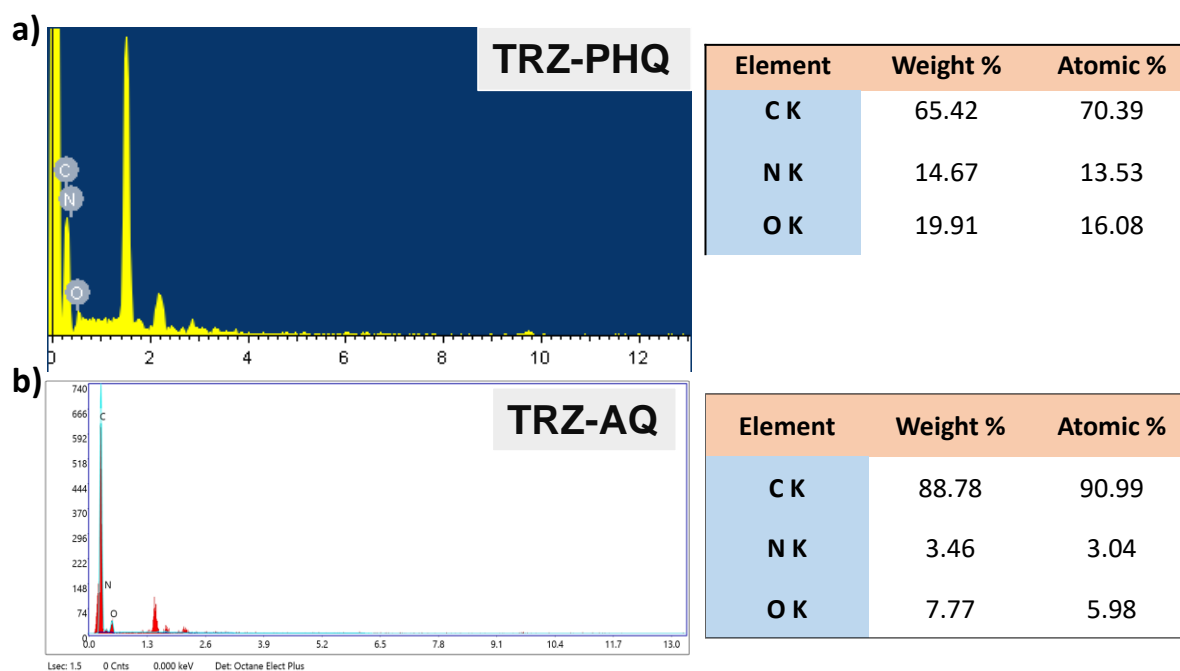 a)
TRZ-PHQ
C
N
O
0 2 4 6 8 10 12
Element Weight % Atomic %
C K 65.42 70.39
N K 14.67 13.53
O K 19.91 16.08
b)
TRZ-AQ
740
666
592
518
444
370
296
222
148
74
0
C
N
O
0.0 1.3 2.6 3.9 5.2 6.5 7.8 9.1 10.4 11.7 13.0
Lsec: 1.5 0 Cnts 0.000 keV Det: Octane Elect Plus
Element Weight % Atomic %
C K 88.78 90.99
N K 3.46 3.04
O K 7.77 5.98